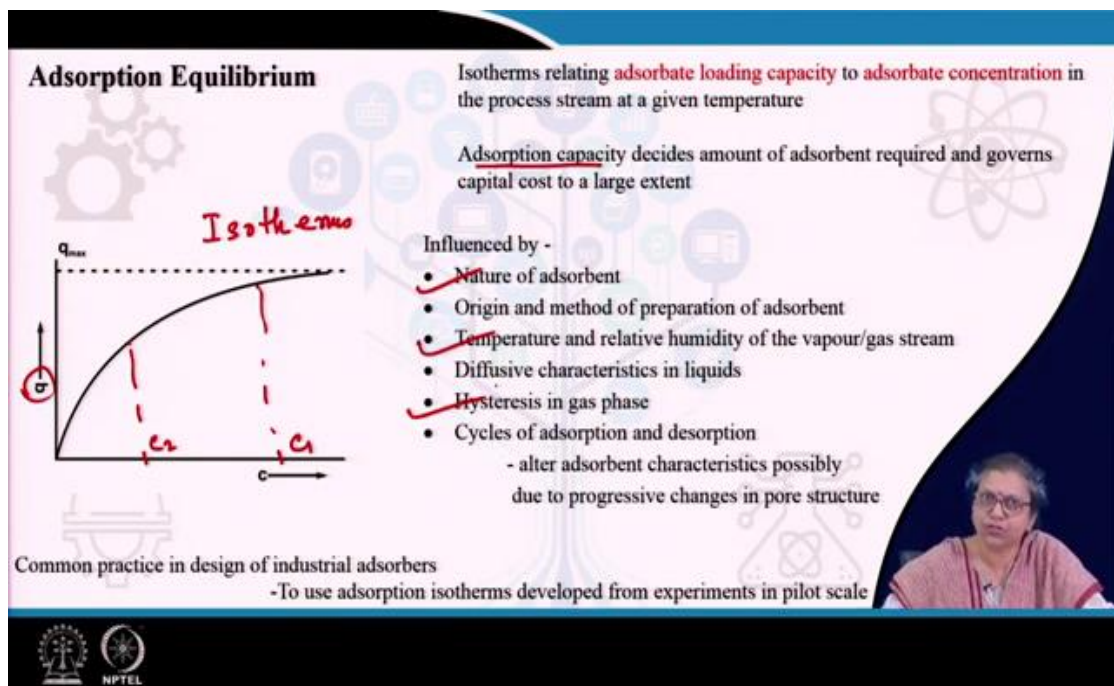 Adsorption Equilibrium
Isotherms relating adsorbate loading capacity to adsorbate concentration in
the process stream at a given temperature
Adsorption capacity decides amount of adsorbent required and governs
capital cost to a large extent
Isotherms
q max
q
c2
c1
c
Influenced by -
• Nature of adsorbent
• Origin and method of preparation of adsorbent
• Temperature and relative humidity of the vapour/gas stream
• Diffusive characteristics in liquids
• Hysteresis in gas phase
• Cycles of adsorption and desorption
- alter adsorbent characteristics possibly
due to progressive changes in pore structure
Common practice in design of industrial adsorbers
-To use adsorption isotherms developed from experiments in pilot scale
NPTEL